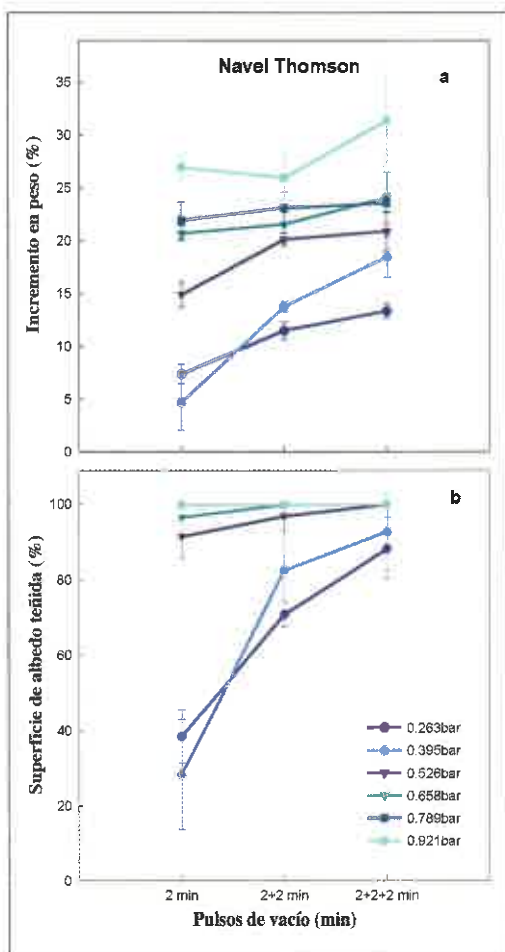 Navel Thomson
a
Incremento en peso (%)
35
30
25
20
15
10
5
0
b
Superficie de albedo teñida (%)
100
80
60
40
20
0
0.263bar
0.395bar
0.526bar
0.658bar
0.789bar
0.921bar
2 min
2+2 min
2+2+2 min
Pulsos de vacío (min)